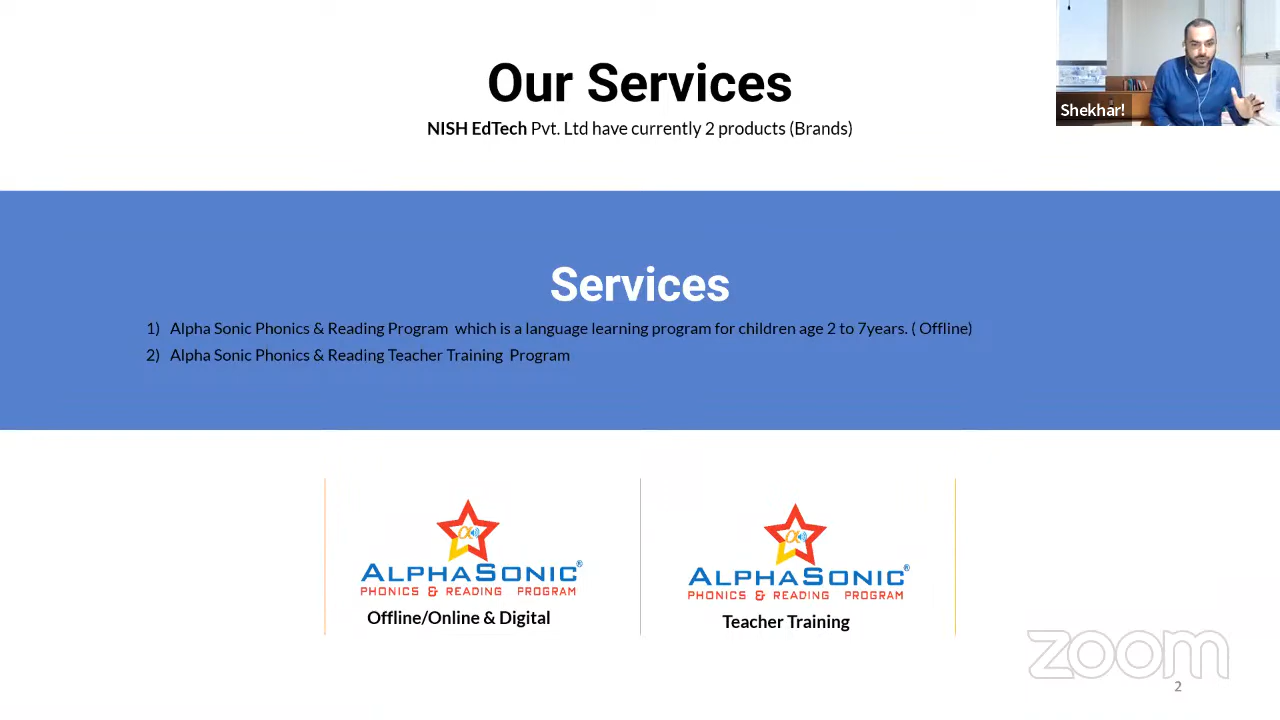 Our Services
NISH EdTech Pvt. Ltd have currently 2 products (Brands)
Shekhar!
Services
1) Alpha Sonic Phonics & Reading Program which is a language learning program for children age 2 to 7years. ( Offline)
2) Alpha Sonic Phonics & Reading Teacher Training Program
ALPHASONIC®
PHONICS & READING PROGRAM
Offline/Online & Digital
ALPHASONIC®
PHONICS & READING PROGRAM
Teacher Training
zoom
2